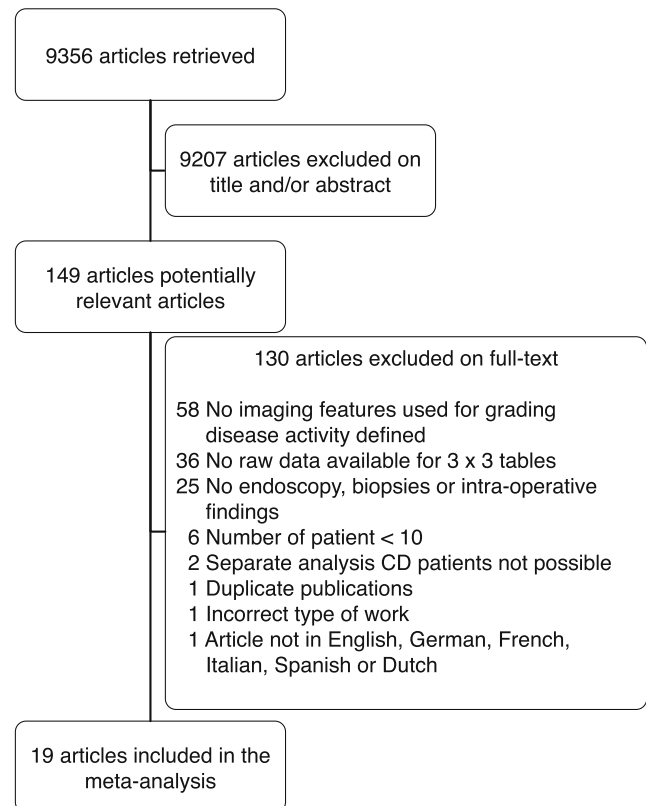 9356 articles retrieved
9207 articles excluded on
title and/or abstract
149 articles potentially
relevant articles
130 articles excluded on full-text
58 No imaging features used for grading
disease activity defined
36 No raw data available for 3 x 3 tables
25 No endoscopy, biopsies or intra-operative
findings
6 Number of patient < 10
2 Separate analysis CD patients not possible
1 Duplicate publications
1 Incorrect type of work
1 Article not in English, German, French,
Italian, Spanish or Dutch
19 articles included in the
meta-analysis